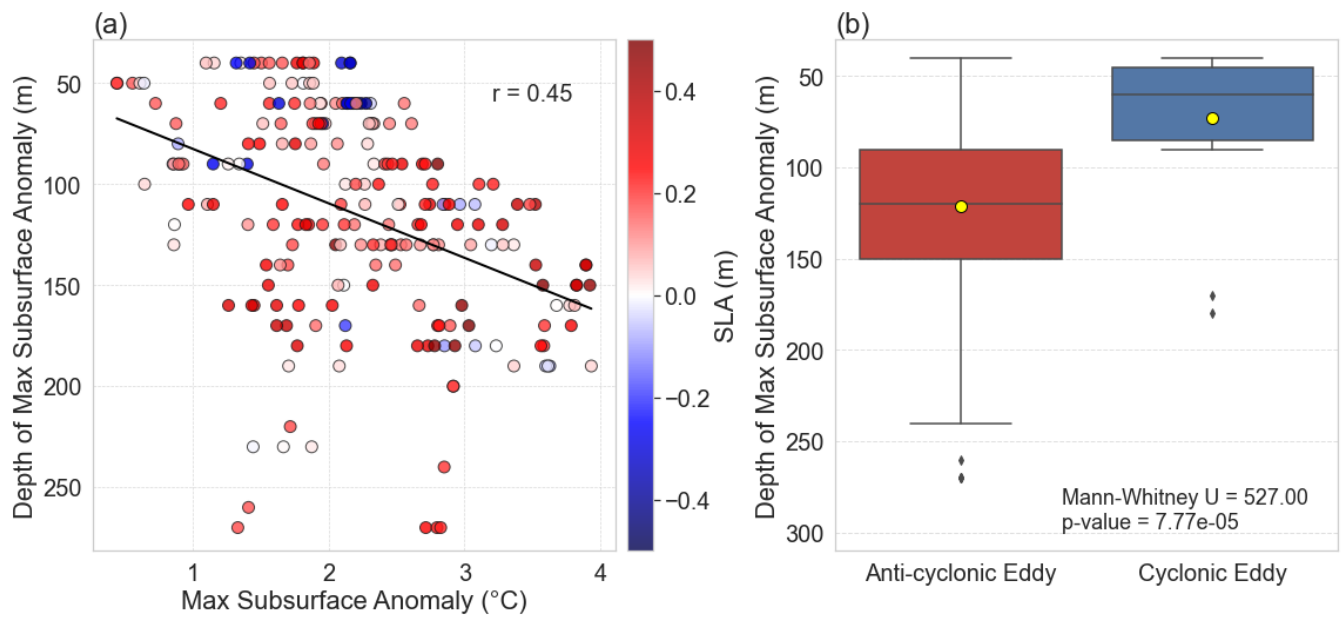 (a)
r = 0.45
50
100
150
200
250
Depth of Max Subsurface Anomaly (m)
1
2
3
4
Max Subsurface Anomaly (°C)
0.4
0.2
0.0
−0.2
−0.4
SLA (m)
(b)
50
100
150
200
250
300
Depth of Max Subsurface Anomaly (m)
Mann-Whitney U = 527.00
p-value = 7.77e-05
Anti-cyclonic Eddy
Cyclonic Eddy